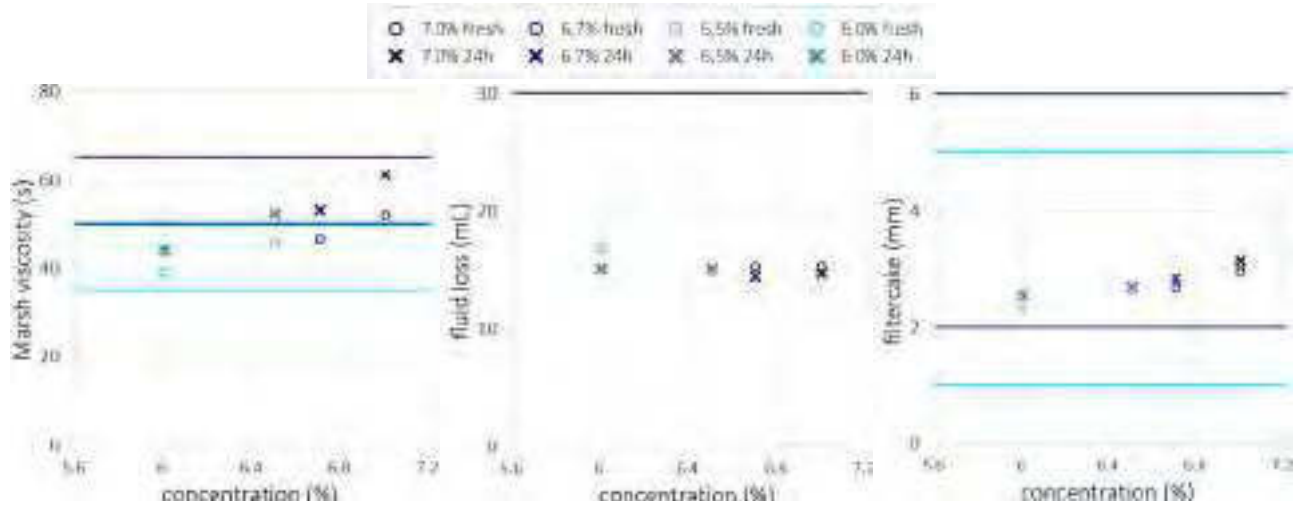 7.0% fresh 6.7% fresh 6.5% fresh 6.0% fresh
7.0% 24h 6.7% 24h 6.5% 24h 6.0% 24h
Marsh viscosity (s)
80
60
40
20
0
5.6 6 6.4 6.8 7.2
concentration (%)
fluid loss (mL)
30
20
10
0
5.6 6 6.4 6.8 7.2
concentration (%)
filtercake (mm)
6
4
2
0
5.6 6 6.4 6.8 7.2
concentration (%)